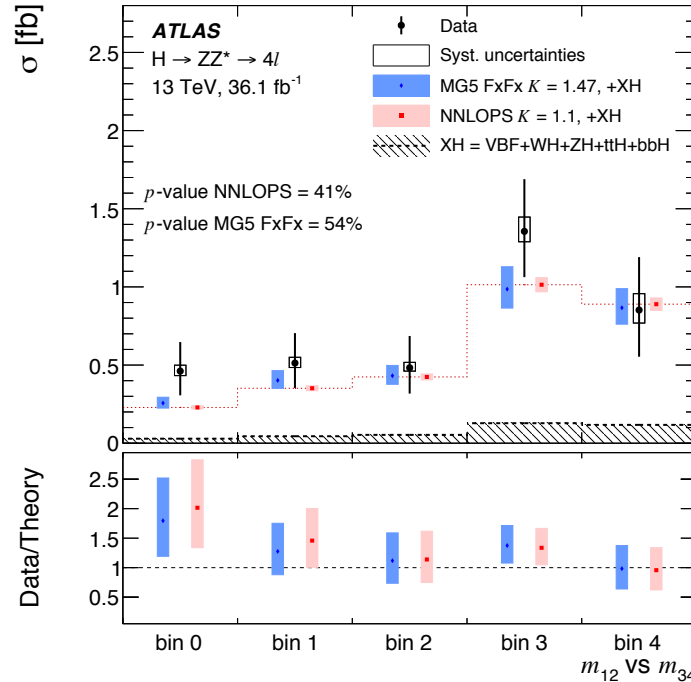 σ [fb]
ATLAS
H → ZZ* → 4l
13 TeV, 36.1 fb⁻¹
Data
Syst. uncertainties
MG5 FxFx K = 1.47, +XH
NNLOPS K = 1.1, +XH
XH = VBF+WH+ZH+ttH+bbH
p-value NNLOPS = 41%
p-value MG5 FxFx = 54%
2.5
2
1.5
1
0.5
0
Data/Theory
2.5
2
1.5
1
0.5
bin 0 bin 1 bin 2 bin 3 bin 4
m₁₂ vs m₃₄